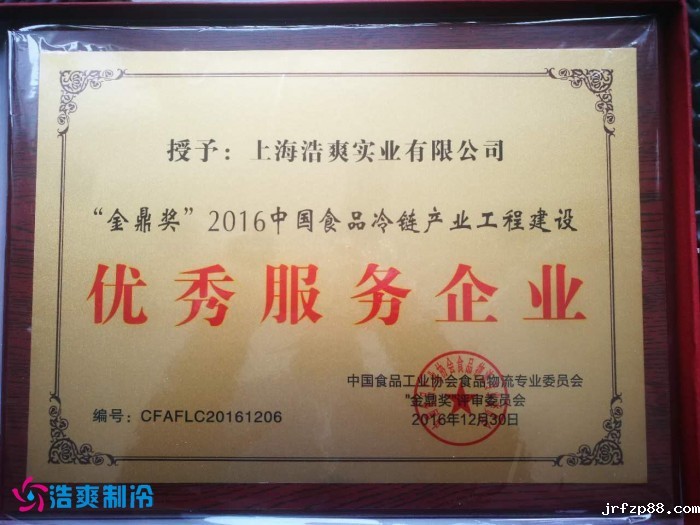 授予：上海浩爽实业有限公司
“金鼎奖”2016中国食品冷链产业工程建设
优秀服务企业
中国食品工业协会食品物流专业委员会
"金鼎奖"评审委员会
编号：CFAFLC20161206
2016年12月30日
浩爽制冷
jrfzp88.com